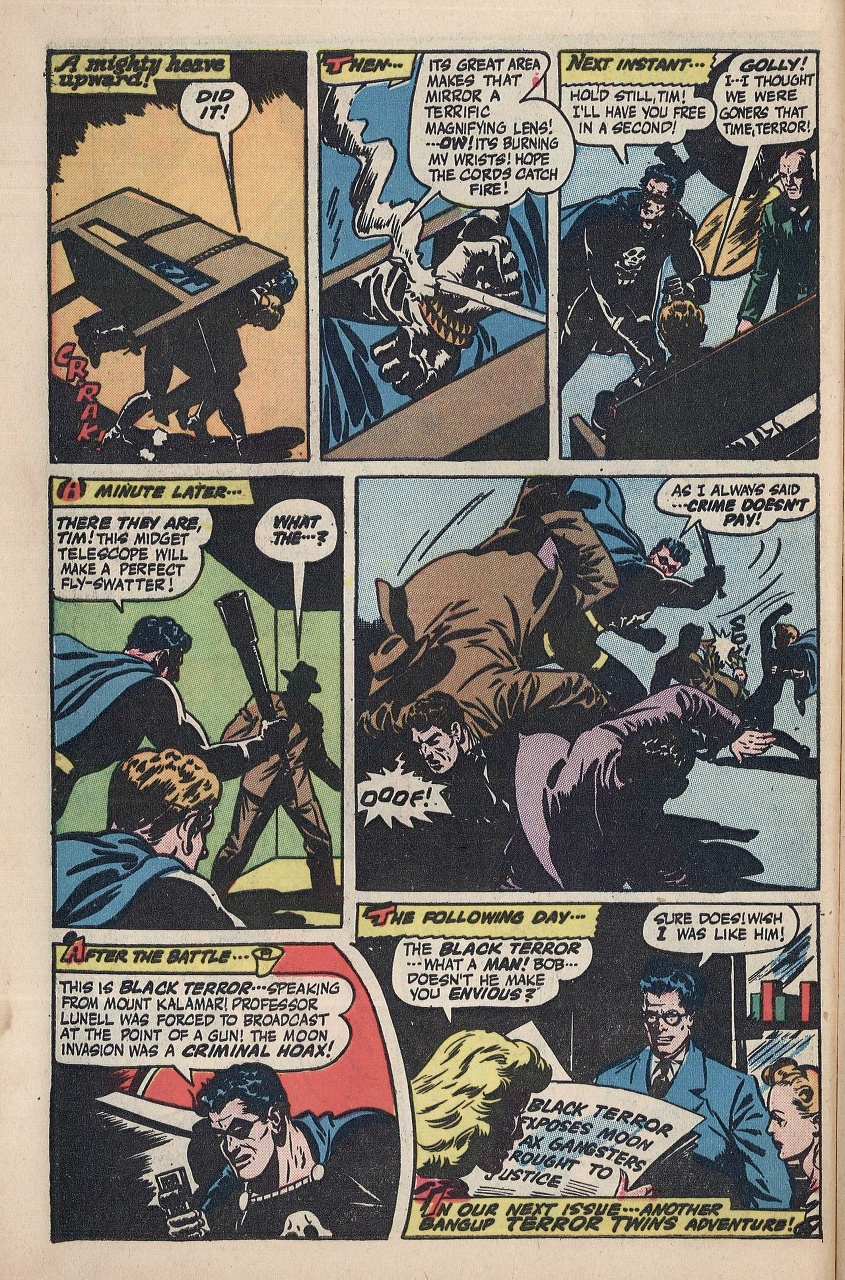 A mighty heave
upward!
DID
IT!
CR.R.R.A.K!
THEN...
ITS GREAT AREA
MAKES THAT
MIRROR A
TERRIFIC
MAGNIFYING LENS!
...OW! IT'S BURNING
MY WRISTS! HOPE
THE CORDS CATCH
FIRE!
NEXT INSTANT...
HOLD STILL, TIM!
I'LL HAVE YOU FREE
IN A SECOND!
GOLLY!
I--I THOUGHT
WE WERE
GONERS THAT
TIME, TERROR!
A MINUTE LATER...
THERE THEY ARE,
TIM! THIS MIDGET
TELESCOPE WILL
MAKE A PERFECT
FLY-SWATTER!
WHAT
THE...?
AS I ALWAYS SAID
...CRIME DOESN'T
PAY!
SOK!
OOOF!
AFTER THE BATTLE...
THIS IS BLACK TERROR...SPEAKING
FROM MOUNT KALAMAR! PROFESSOR
LUNELL WAS FORCED TO BROADCAST
AT THE POINT OF A GUN! THE MOON
INVASION WAS A CRIMINAL HOAX!
THE FOLLOWING DAY...
THE BLACK TERROR
...WHAT A MAN! BOB...
DOESN'T HE MAKE
YOU ENVIOUS?
SURE DOES! WISH
I WAS LIKE HIM!
BLACK TERROR
EXPOSES MOON
AX GANGSTERS
ROUGHT TO
JUSTICE
IN OUR NEXT ISSUE...ANOTHER
BANGUP TERROR TWINS ADVENTURE!